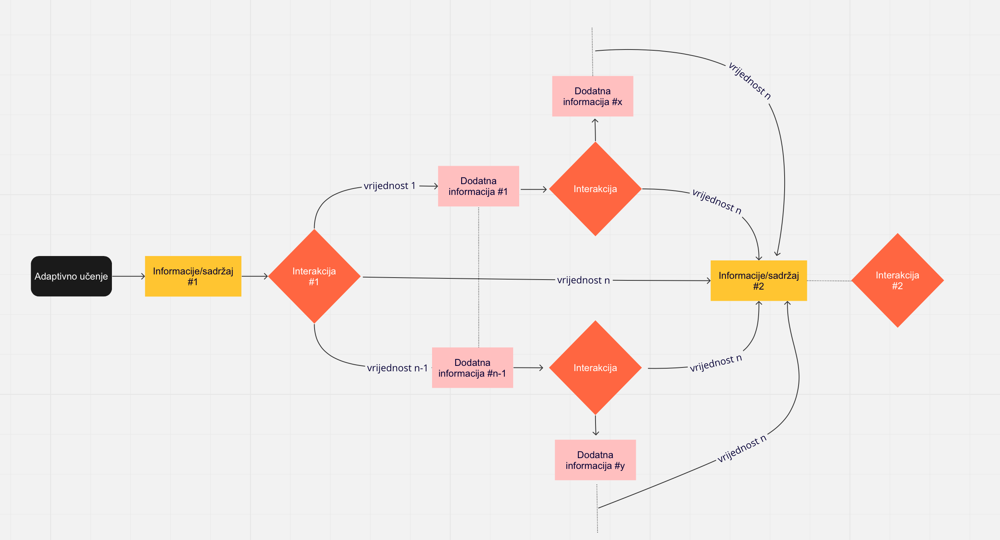 vrijednost n
Dodatna
informacija #x
vrijednost 1
Dodatna
informacija #1
Interakcija
vrijednost n
Adaptivno učenje
Informacije/sadržaj
#1
Interakcija
#1
vrijednost n
Informacije/sadržaj
#2
Interakcija
#2
vrijednost n-1
Dodatna
informacija #n-1
Interakcija
vrijednost n
Dodatna
informacija #y
vrijednost n